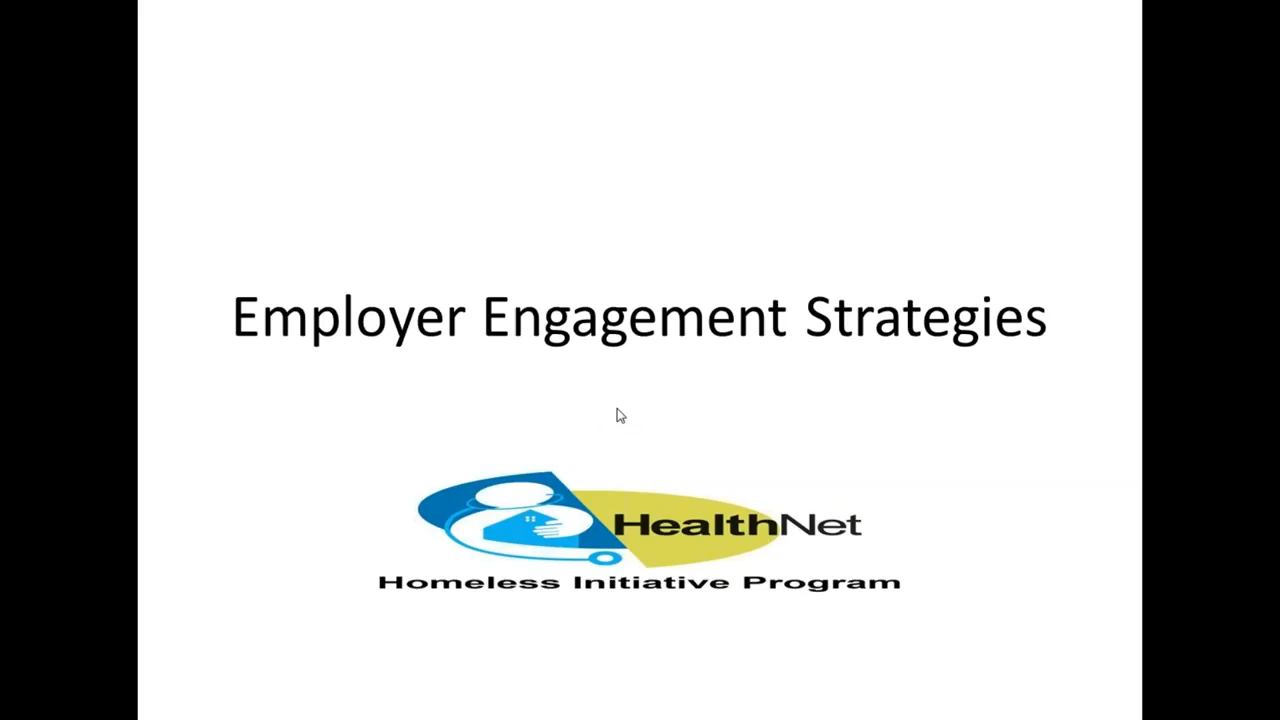 Employer Engagement Strategies
HealthNet
Homeless Initiative Program